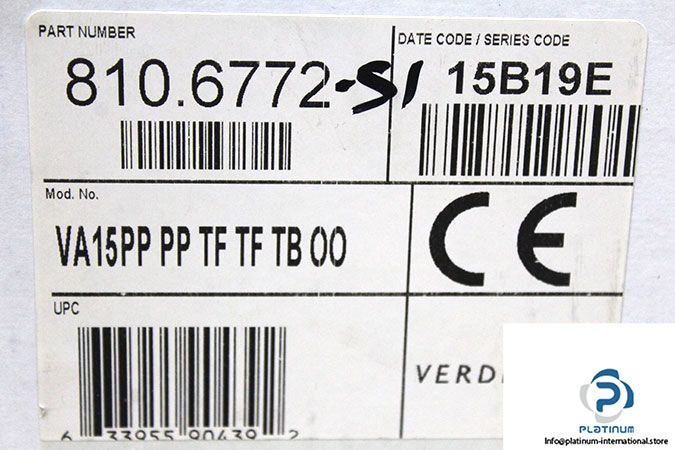 PART NUMBER
810.6772-S1
DATE CODE / SERIES CODE
15B19E
Mod. No.
VA15PP PP TF TF TB OO
CE
UPC
6 33955 90439 2
VERD
PLATINUM
info@platinum-international.store